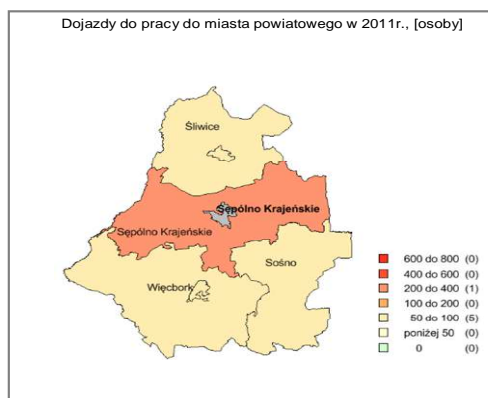 Dojazdy do pracy do miasta powiatowego w 2011r., [osoby]
Śliwice
Sępólno Krajeńskie
Sępólno Krajeńskie
Sośno
Więcbork
600 do 800 (0)
400 do 600 (0)
200 do 400 (1)
100 do 200 (0)
50 do 100 (5)
poniżej 50 (0)
0 (0)